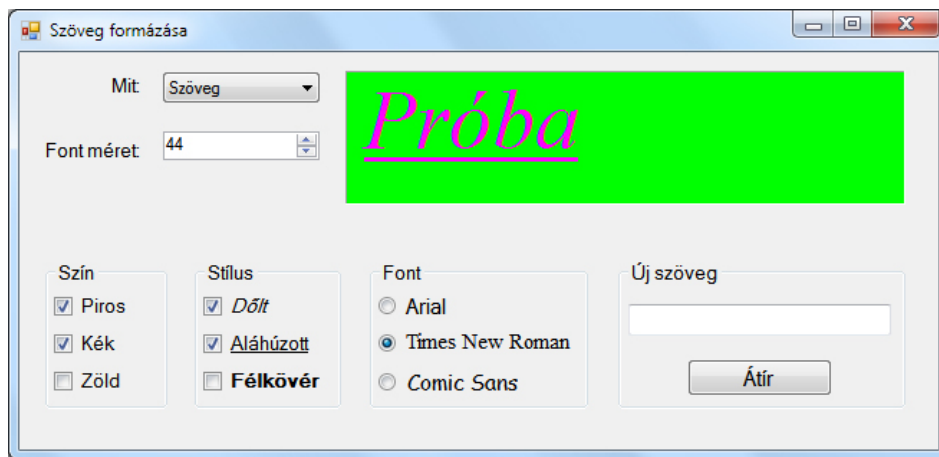 Szöveg formázása
Mit:
Szöveg
Font méret:
44
Próba
Szín
Piros
Kék
Zöld
Stílus
Dőlt
Aláhúzott
Félkövér
Font
Arial
Times New Roman
Comic Sans
Új szöveg
Átír